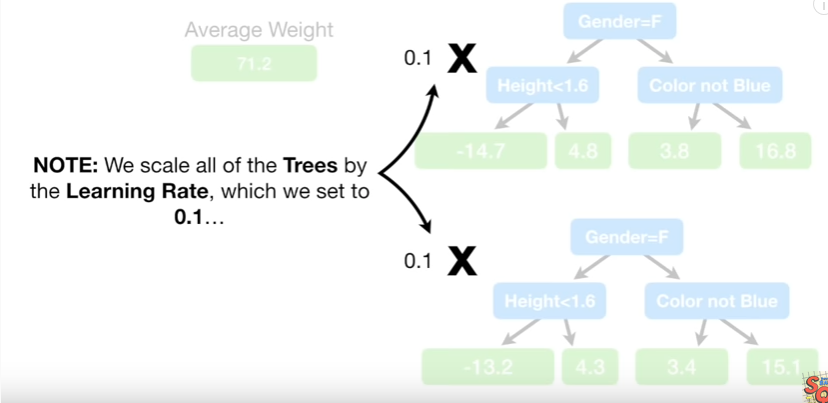 Average Weight
71.2
0.1 X
Gender=F
Height<1.6
Color not Blue
-14.7
4.8
3.8
16.8
NOTE: We scale all of the Trees by
the Learning Rate, which we set to
0.1...
0.1 X
Gender=F
Height<1.6
Color not Blue
-13.2
4.3
3.4
15.1